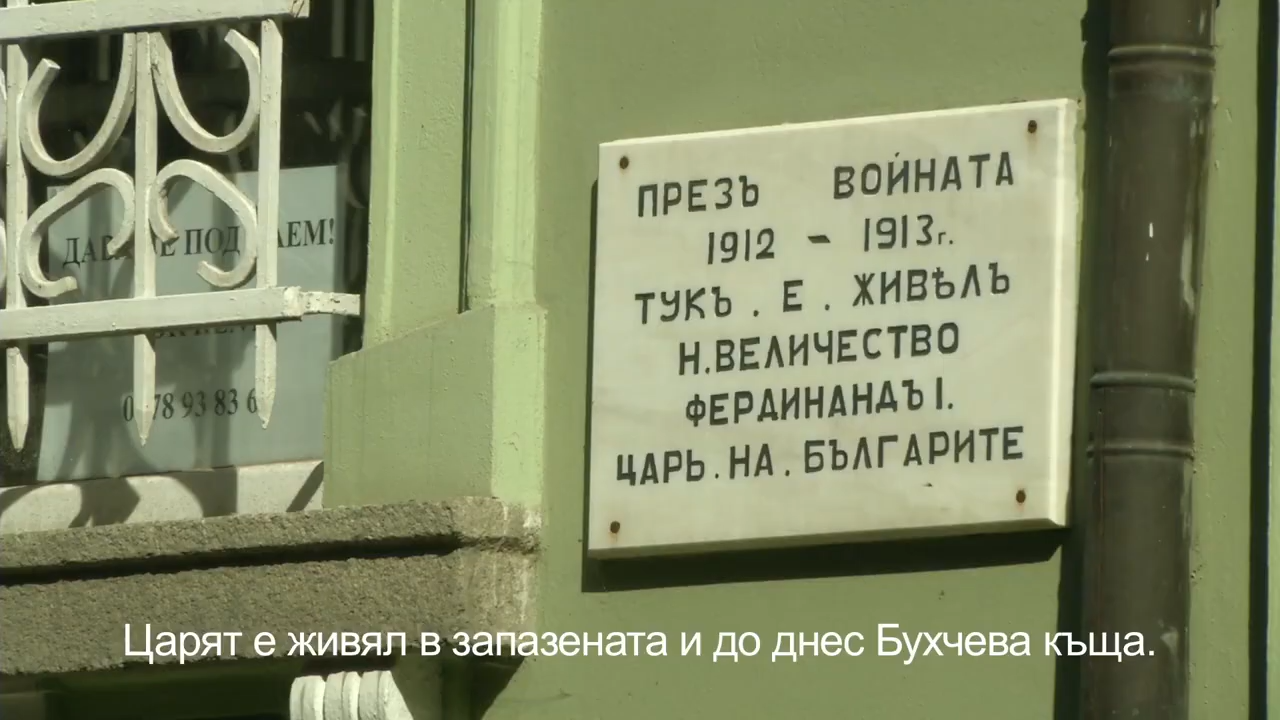 ПРЕЗЪ ВОЙНАТА
1912 - 1913г.
ТУКЪ . Е . ЖИВѢЛЪ
Н.ВЕЛИЧЕСТВО
ФЕРДИНАНДЪ I.
ЦАРЬ . НА . БЪЛГАРИТЕ
Царят е живял в запазената и до днес Бухчева къща.